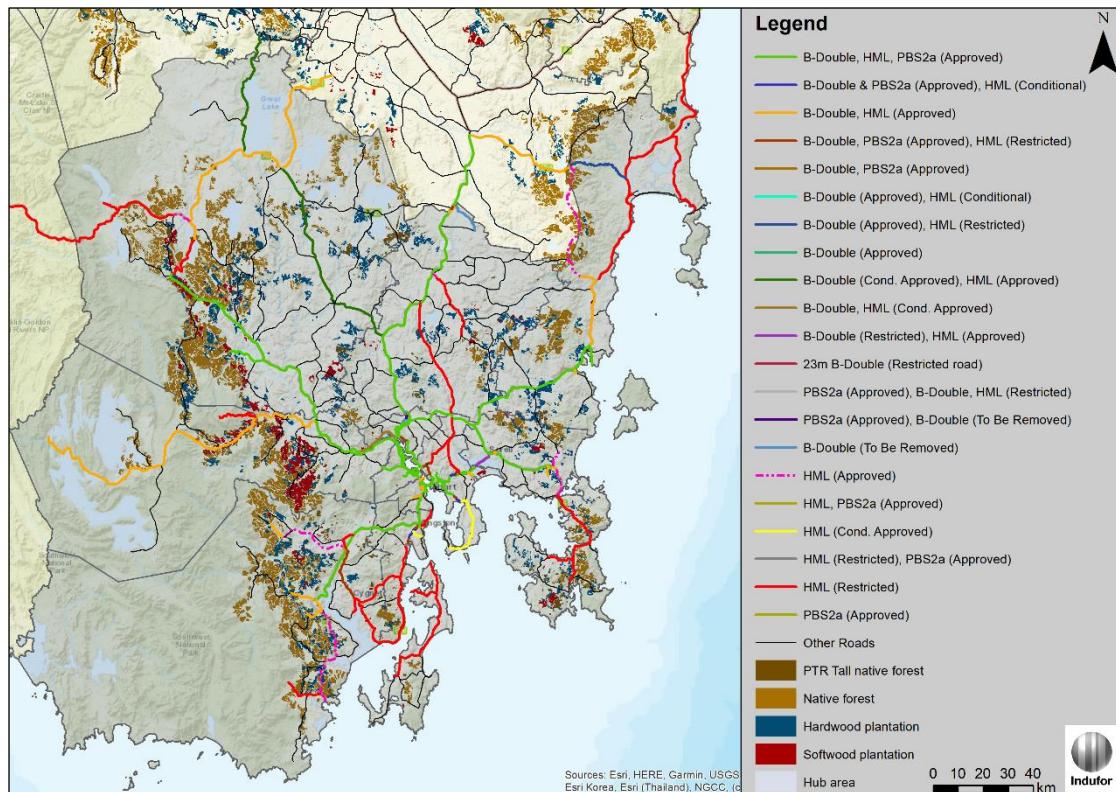 Legend
N
B-Double, HML, PBS2a (Approved)
B-Double & PBS2a (Approved), HML (Conditional)
B-Double, HML (Approved)
B-Double, PBS2a (Approved), HML (Restricted)
B-Double, PBS2a (Approved)
B-Double (Approved), HML (Conditional)
B-Double (Approved), HML (Restricted)
B-Double (Approved)
B-Double (Cond. Approved), HML (Approved)
B-Double, HML (Cond. Approved)
B-Double (Restricted), HML (Approved)
23m B-Double (Restricted road)
PBS2a (Approved), B-Double, HML (Restricted)
PBS2a (Approved), B-Double (To Be Removed)
B-Double (To Be Removed)
HML (Approved)
HML, PBS2a (Approved)
HML (Cond. Approved)
HML (Restricted), PBS2a (Approved)
HML (Restricted)
PBS2a (Approved)
Other Roads
PTR Tall native forest
Native forest
Hardwood plantation
Softwood plantation
Hub area
0 10 20 30 40
km
Indufor
Great
Lake
Cygnet
Southwest
National
Park
Sources: Esri, HERE, Garmin, USGS
Esri Korea, Esri (Thailand), NGCC, (c